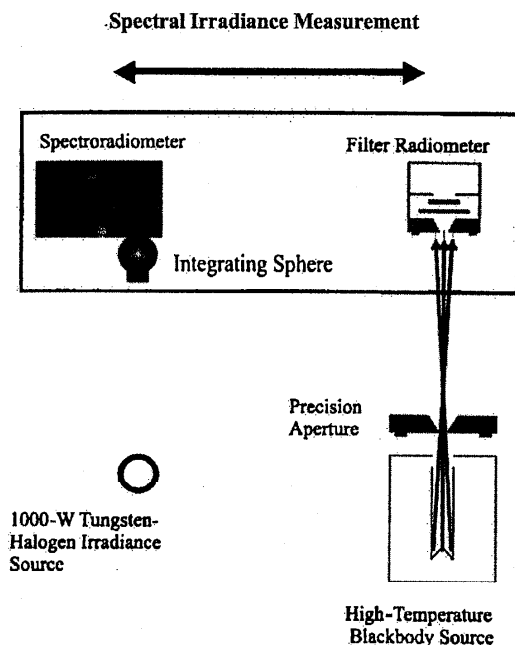 Spectral Irradiance Measurement
Spectroradiometer
Filter Radiometer
Integrating Sphere
Precision
Aperture
1000-W Tungsten-
Halogen Irradiance
Source
High-Temperature
Blackbody Source